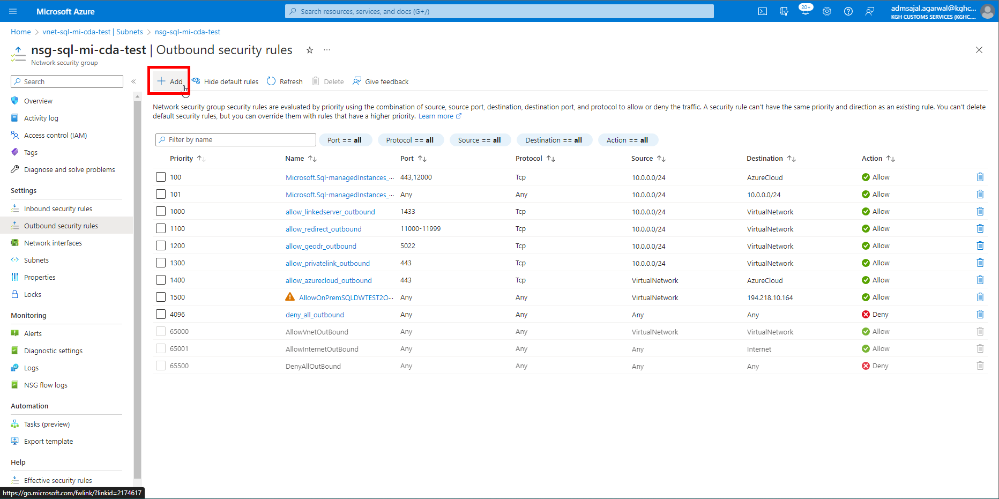 Microsoft Azure
Search resources, services, and docs (G+/)
20+
admsajal.agarwal@kghc...
KGH CUSTOMS SERVICES (KGHC....
Home > vnet-sql-mi-cda-test | Subnets > nsg-sql-mi-cda-test
nsg-sql-mi-cda-test | Outbound security rules ...
Network security group
Search
«
Add
Hide default rules
Refresh
Delete
Give feedback
Overview
Activity log
Access control (IAM)
Tags
Diagnose and solve problems
Settings
Inbound security rules
Outbound security rules
Network interfaces
Subnets
Properties
Locks
Monitoring
Alerts
Diagnostic settings
Logs
NSG flow logs
Automation
Tasks (preview)
Export template
Help
Effective security rules
https://go.microsoft.com/fwlink/?linkid=2174617
Network security group security rules are evaluated by priority using the combination of source, source port, destination, destination port, and protocol to allow or deny the traffic. A security rule can't have the same priority and direction as an existing rule. You can't delete
default security rules, but you can override them with rules that have a higher priority. Learn more
Filter by name
Port == all
Protocol == all
Source == all
Destination == all
Action == all
Priority Name Port Protocol Source Destination Action
100 Microsoft.Sql-managedInstances_... 443,12000 Tcp 10.0.0.0/24 AzureCloud Allow
101 Microsoft.Sql-managedInstances_... Any Any 10.0.0.0/24 10.0.0.0/24 Allow
1000 allow_linkedserver_outbound 1433 Tcp 10.0.0.0/24 VirtualNetwork Allow
1100 allow_redirect_outbound 11000-11999 Tcp 10.0.0.0/24 VirtualNetwork Allow
1200 allow_geodr_outbound 5022 Tcp 10.0.0.0/24 VirtualNetwork Allow
1300 allow_privatelink_outbound 443 Tcp 10.0.0.0/24 VirtualNetwork Allow
1400 allow_azurecloud_outbound 443 Tcp VirtualNetwork AzureCloud Allow
1500 AllowOnPremSQLDWTEST2O... Any Any VirtualNetwork 194.218.10.164 Allow
4096 deny_all_outbound Any Any Any Any Deny
65000 AllowVnetOutBound Any Any VirtualNetwork VirtualNetwork Allow
65001 AllowInternetOutBound Any Any Any Internet Allow
65500 DenyAllOutBound Any Any Any Any Deny